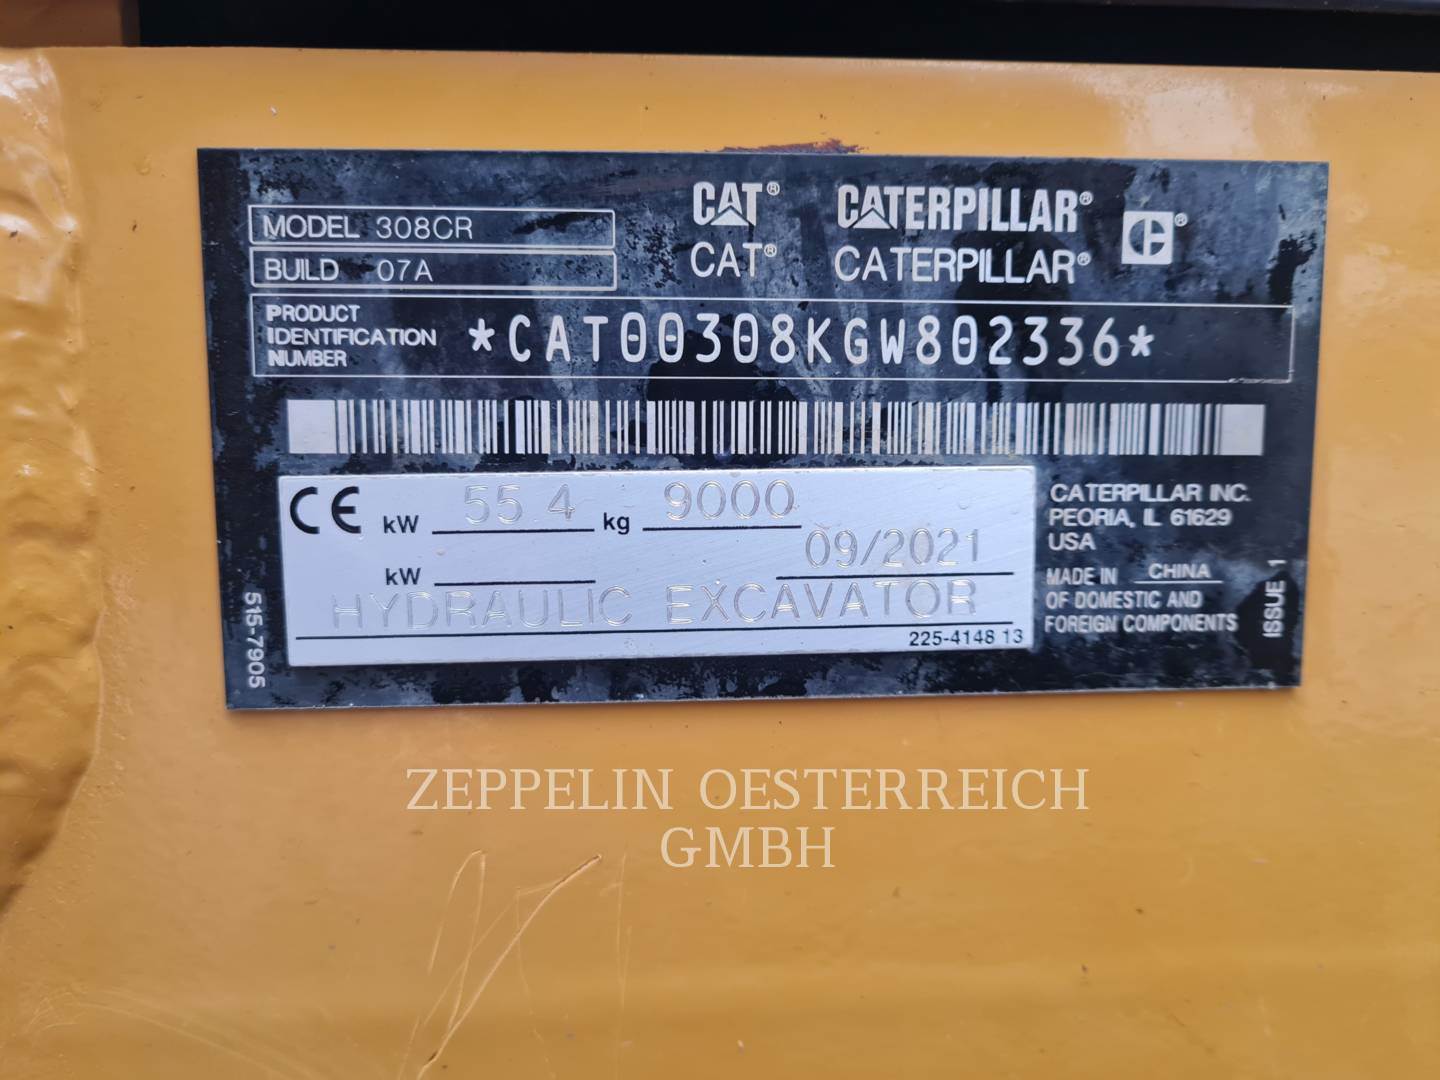 MODEL 308CR
BUILD 07A
CAT® CATERPILLAR® C®
CAT® CATERPILLAR®
PRODUCT
IDENTIFICATION
NUMBER
*CAT00308KGW802336*
CE kW 55.4 kg 9000
kW 09/2021
HYDRAULIC EXCAVATOR
225-4148 13
CATERPILLAR INC.
PEORIA, IL 61629
USA
MADE IN CHINA
OF DOMESTIC AND
FOREIGN COMPONENTS
ISSUE 1
515-7905
ZEPPELIN OESTERREICH
GMBH